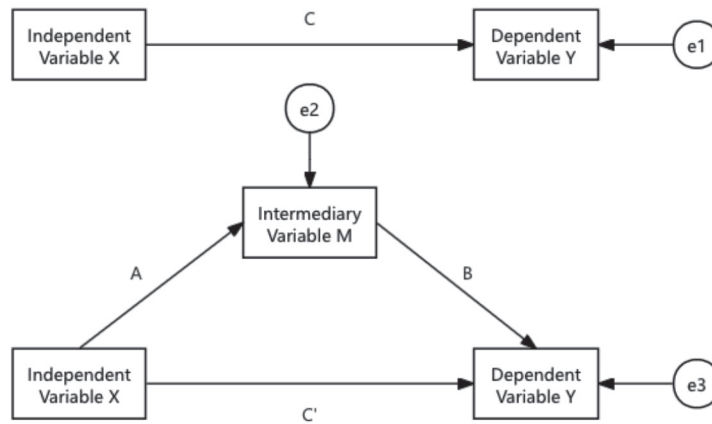 C
Independent
Variable X
Dependent
Variable Y
e1
e2
Intermediary
Variable M
A
B
Independent
Variable X
Dependent
Variable Y
e3
C'